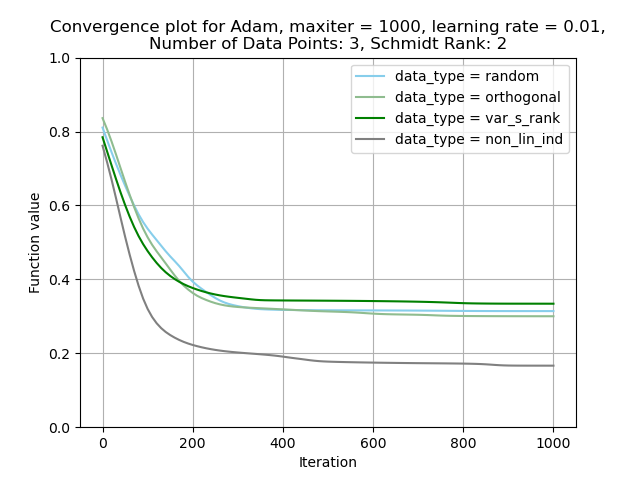 Convergence plot for Adam, maxiter = 1000, learning rate = 0.01,
Number of Data Points: 3, Schmidt Rank: 2
1.0
0.8
0.6
0.4
0.2
0.0
Function value
data_type = random
data_type = orthogonal
data_type = var_s_rank
data_type = non_lin_ind
0 200 400 600 800 1000
Iteration